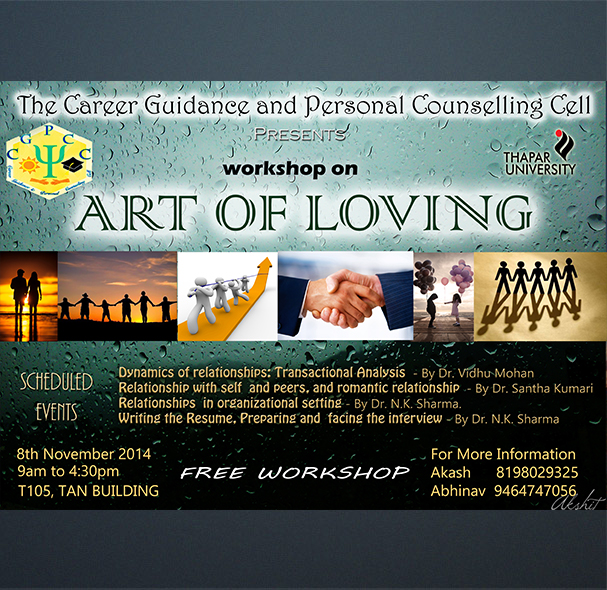 The Career Guidance and Personal Counselling Cell
PRESENTS
C G P C C
THAPAR
UNIVERSITY
workshop on
ART OF LOVING
SCHEDULED
EVENTS
Dynamics of relationships: Transactional Analysis - By Dr. Vidhu Mohan
Relationship with self and peers, and romantic relationship - By Dr. Santha Kumari
Relationships in organizational setting - By Dr. N.K. Sharma.
Writing the Resume, Preparing and facing the interview - By Dr. N.K. Sharma
8th November 2014
9am to 4:30pm
T105, TAN BUILDING
FREE WORKSHOP
For More Information
Akash 8198029325
Abhinav 9464747056
Akshit